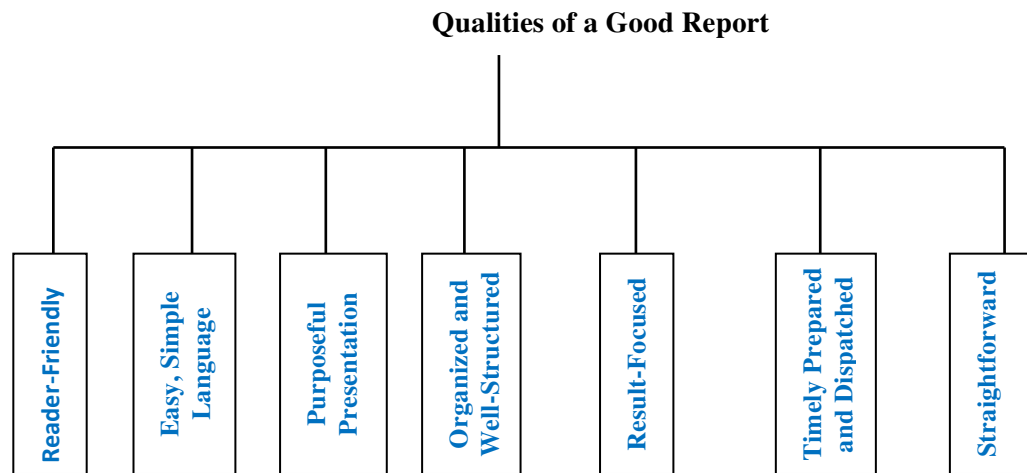 Qualities of a Good Report
Reader-Friendly
Easy, Simple
Language
Purposeful
Presentation
Organized and
Well-Structured
Result-Focused
Timely Prepared
and Dispatched
Straightforward